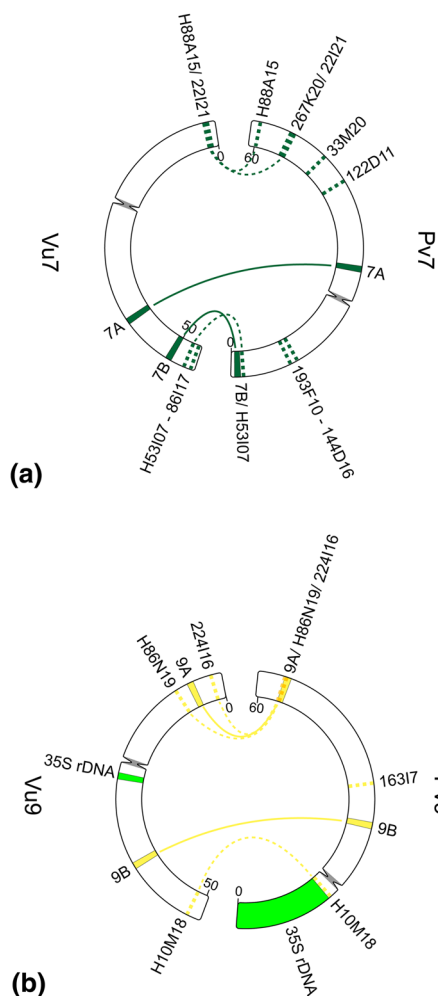 H88A15/ 22I21
H88A15
267K20/ 22I21
33M20
122D11
0
60
Vu7
Pv7
7A
7A
50
0
7B
H53I07 - 86I17
7B/ H53I07
193F10 - 144D16
(a)
9A/ H86N19/ 224I16
H86N19
9A
224I16
0
60
35S rDNA
163I7
Vu9
9B
9B
50
0
H10M18
H10M18
35S rDNA
(b)